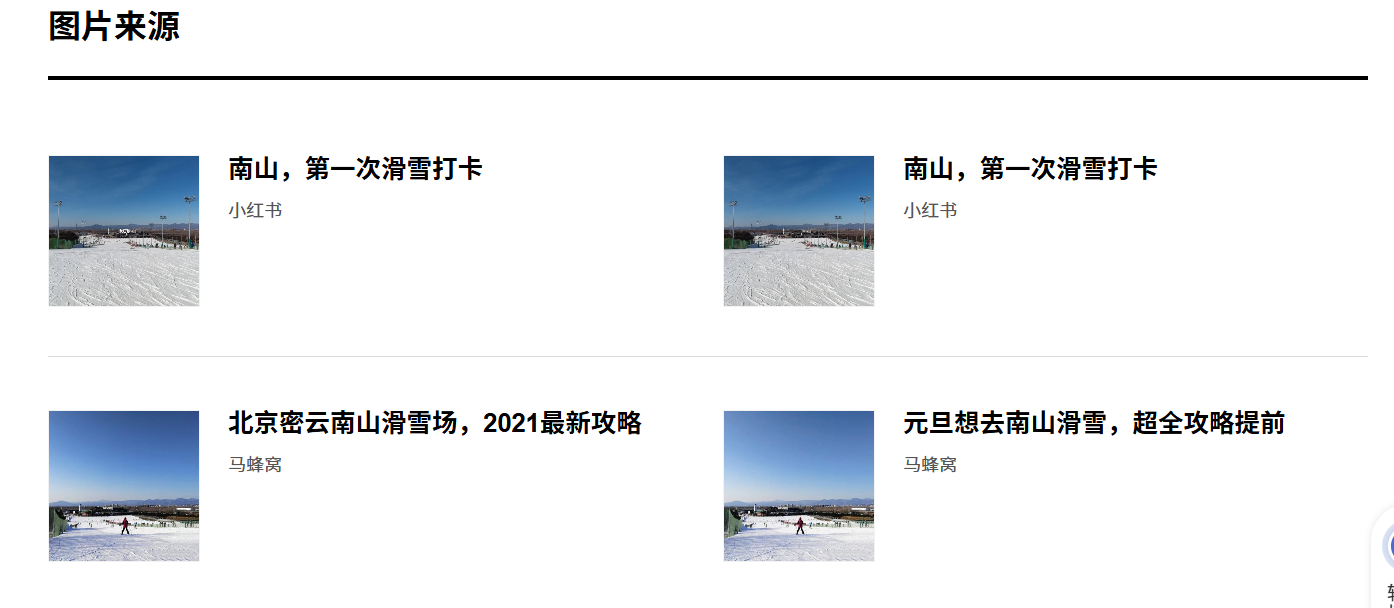 图片来源
南山，第一次滑雪打卡
小红书
南山，第一次滑雪打卡
小红书
北京密云南山滑雪场，2021最新攻略
马蜂窝
元旦想去南山滑雪，超全攻略提前
马蜂窝